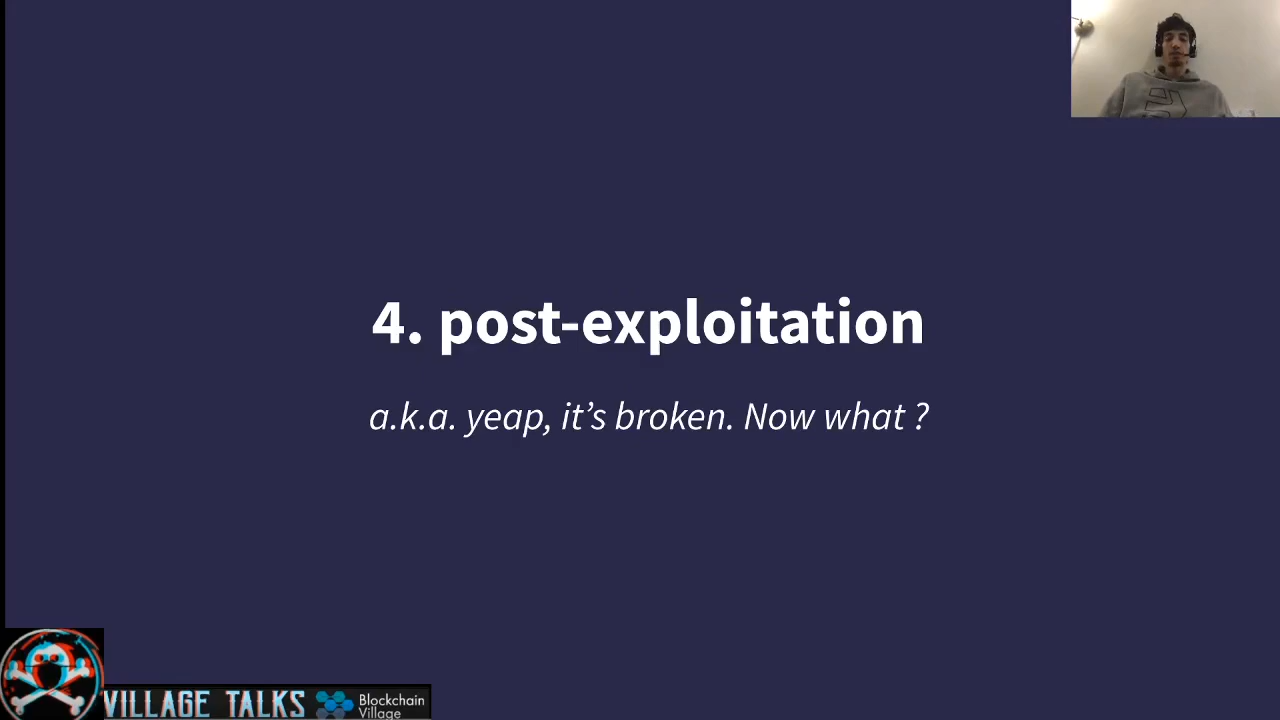 4. post-exploitation
a.k.a. yeap, it's broken. Now what ?
VILLAGE TALKS
Blockchain
Village